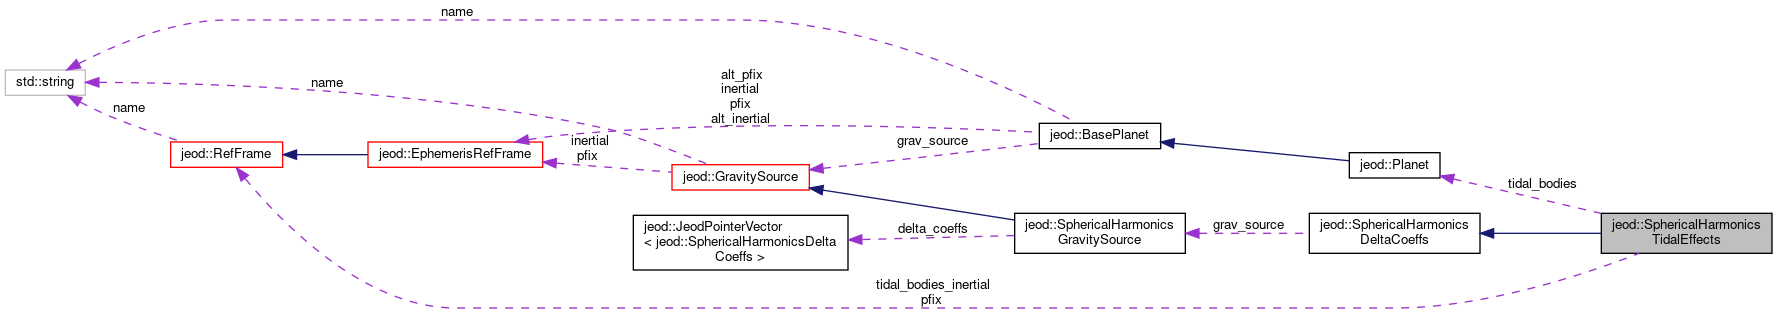 name
std::string
name
name
alt_pfix
inertial
pfix
alt_inertial
inertial
pfix
jeod::RefFrame
jeod::EphemerisRefFrame
jeod::GravitySource
grav_source
jeod::BasePlanet
jeod::Planet
tidal_bodies
jeod::JeodPointerVector
< jeod::SphericalHarmonicsDelta
Coeffs >
delta_coeffs
jeod::SphericalHarmonics
GravitySource
grav_source
jeod::SphericalHarmonics
DeltaCoeffs
jeod::SphericalHarmonics
TidalEffects
tidal_bodies_inertial
pfix